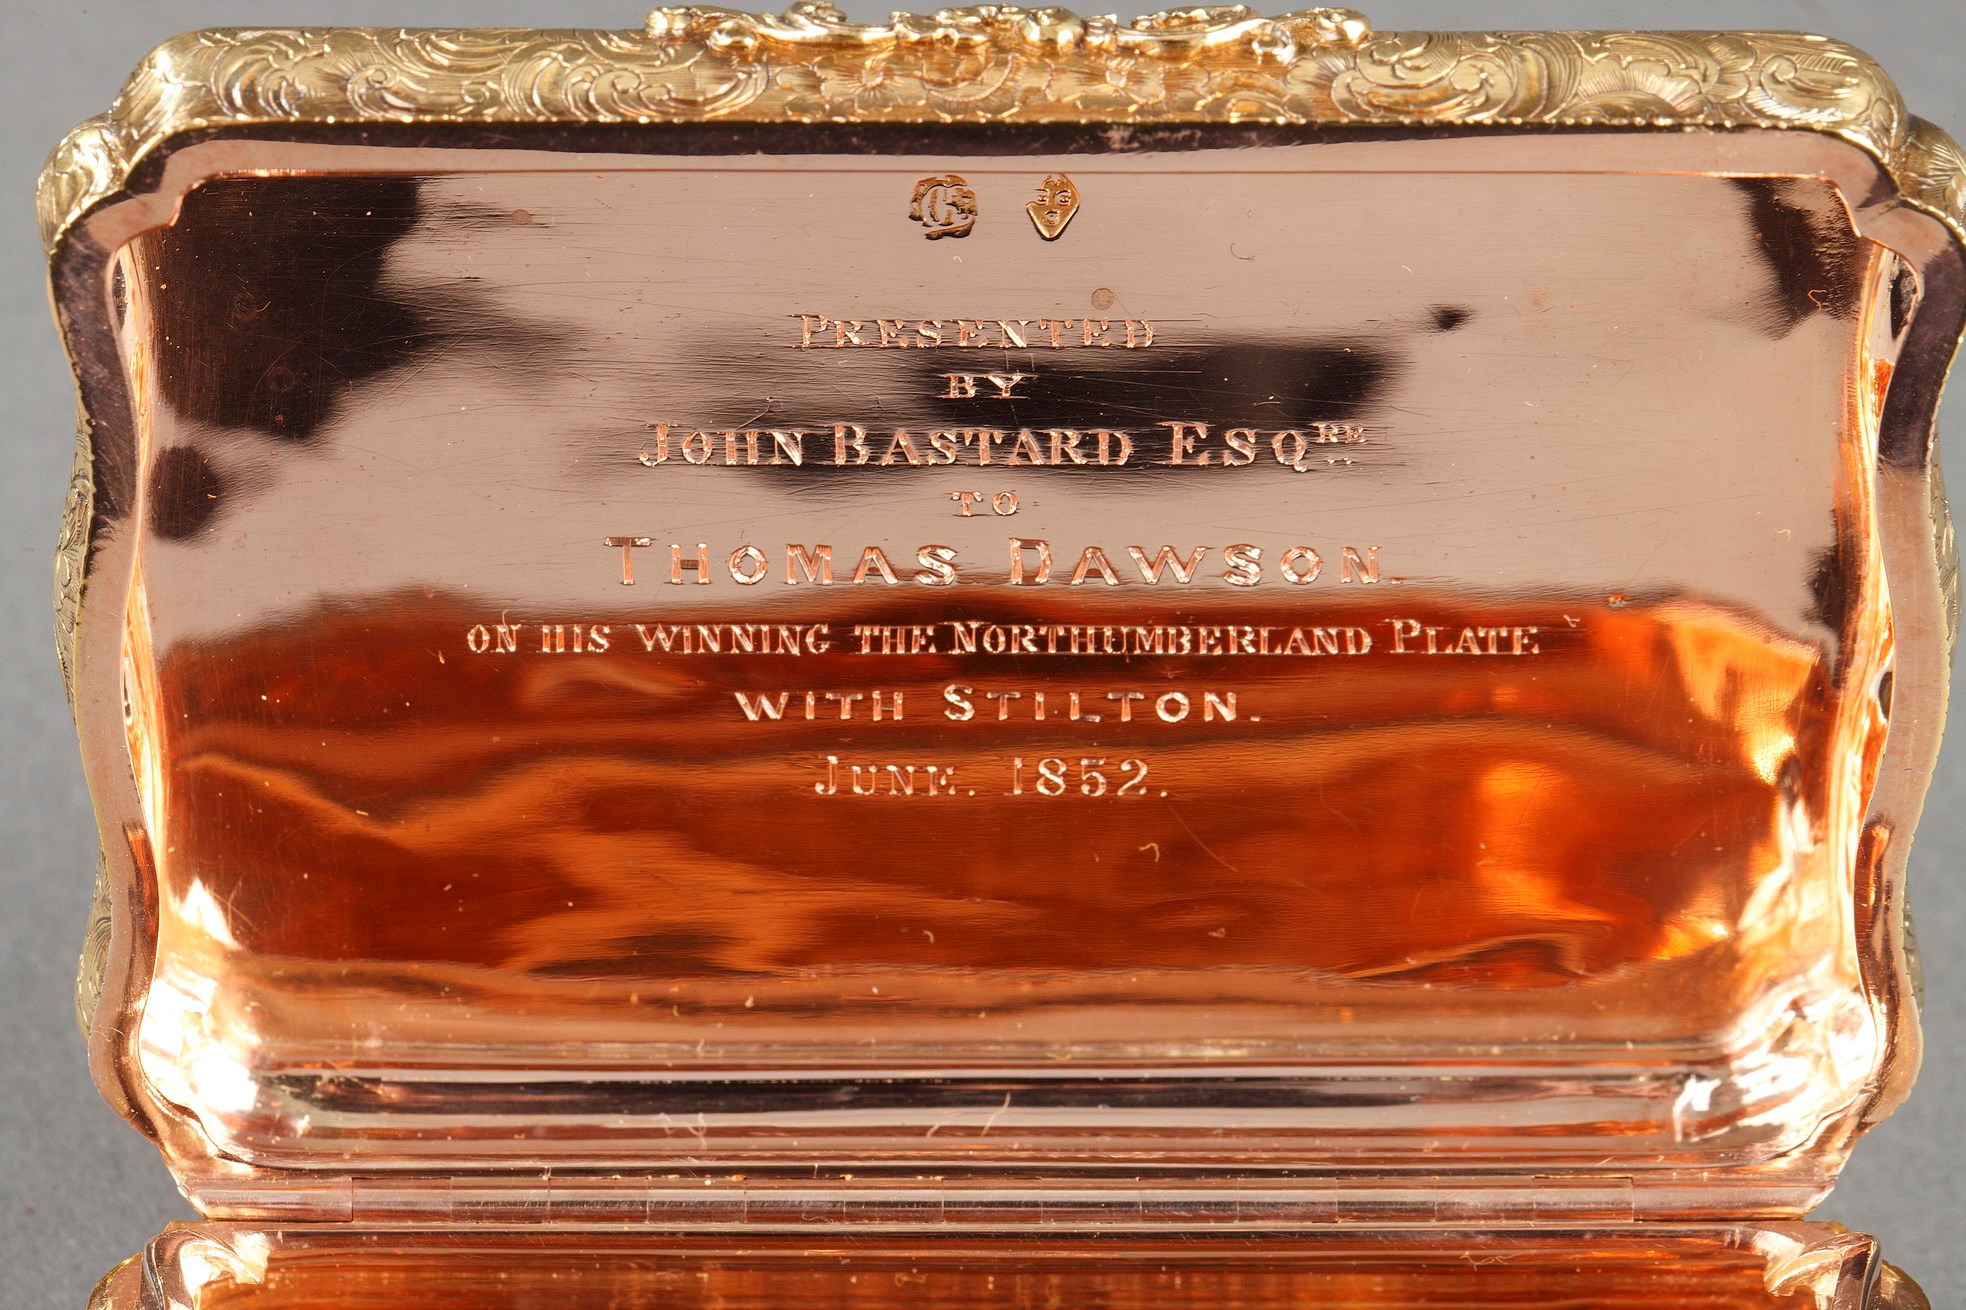 PRESENTED
BY
JOHN BASTARD ESQRE
TO
THOMAS DAWSON.
ON HIS WINNING THE NORTHUMBERLAND PLATE
WITH STILTON.
JUNE. 1852.